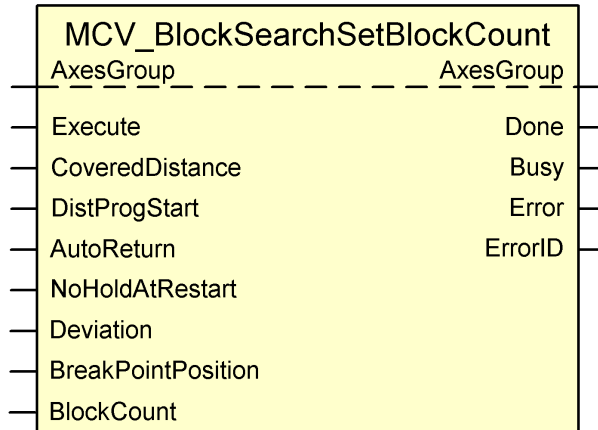 MCV_BlockSearchSetBlockCount
AxesGroup AxesGroup
Execute Done
CoveredDistance Busy
DistProgStart Error
AutoReturn ErrorID
NoHoldAtRestart
Deviation
BreakPointPosition
BlockCount